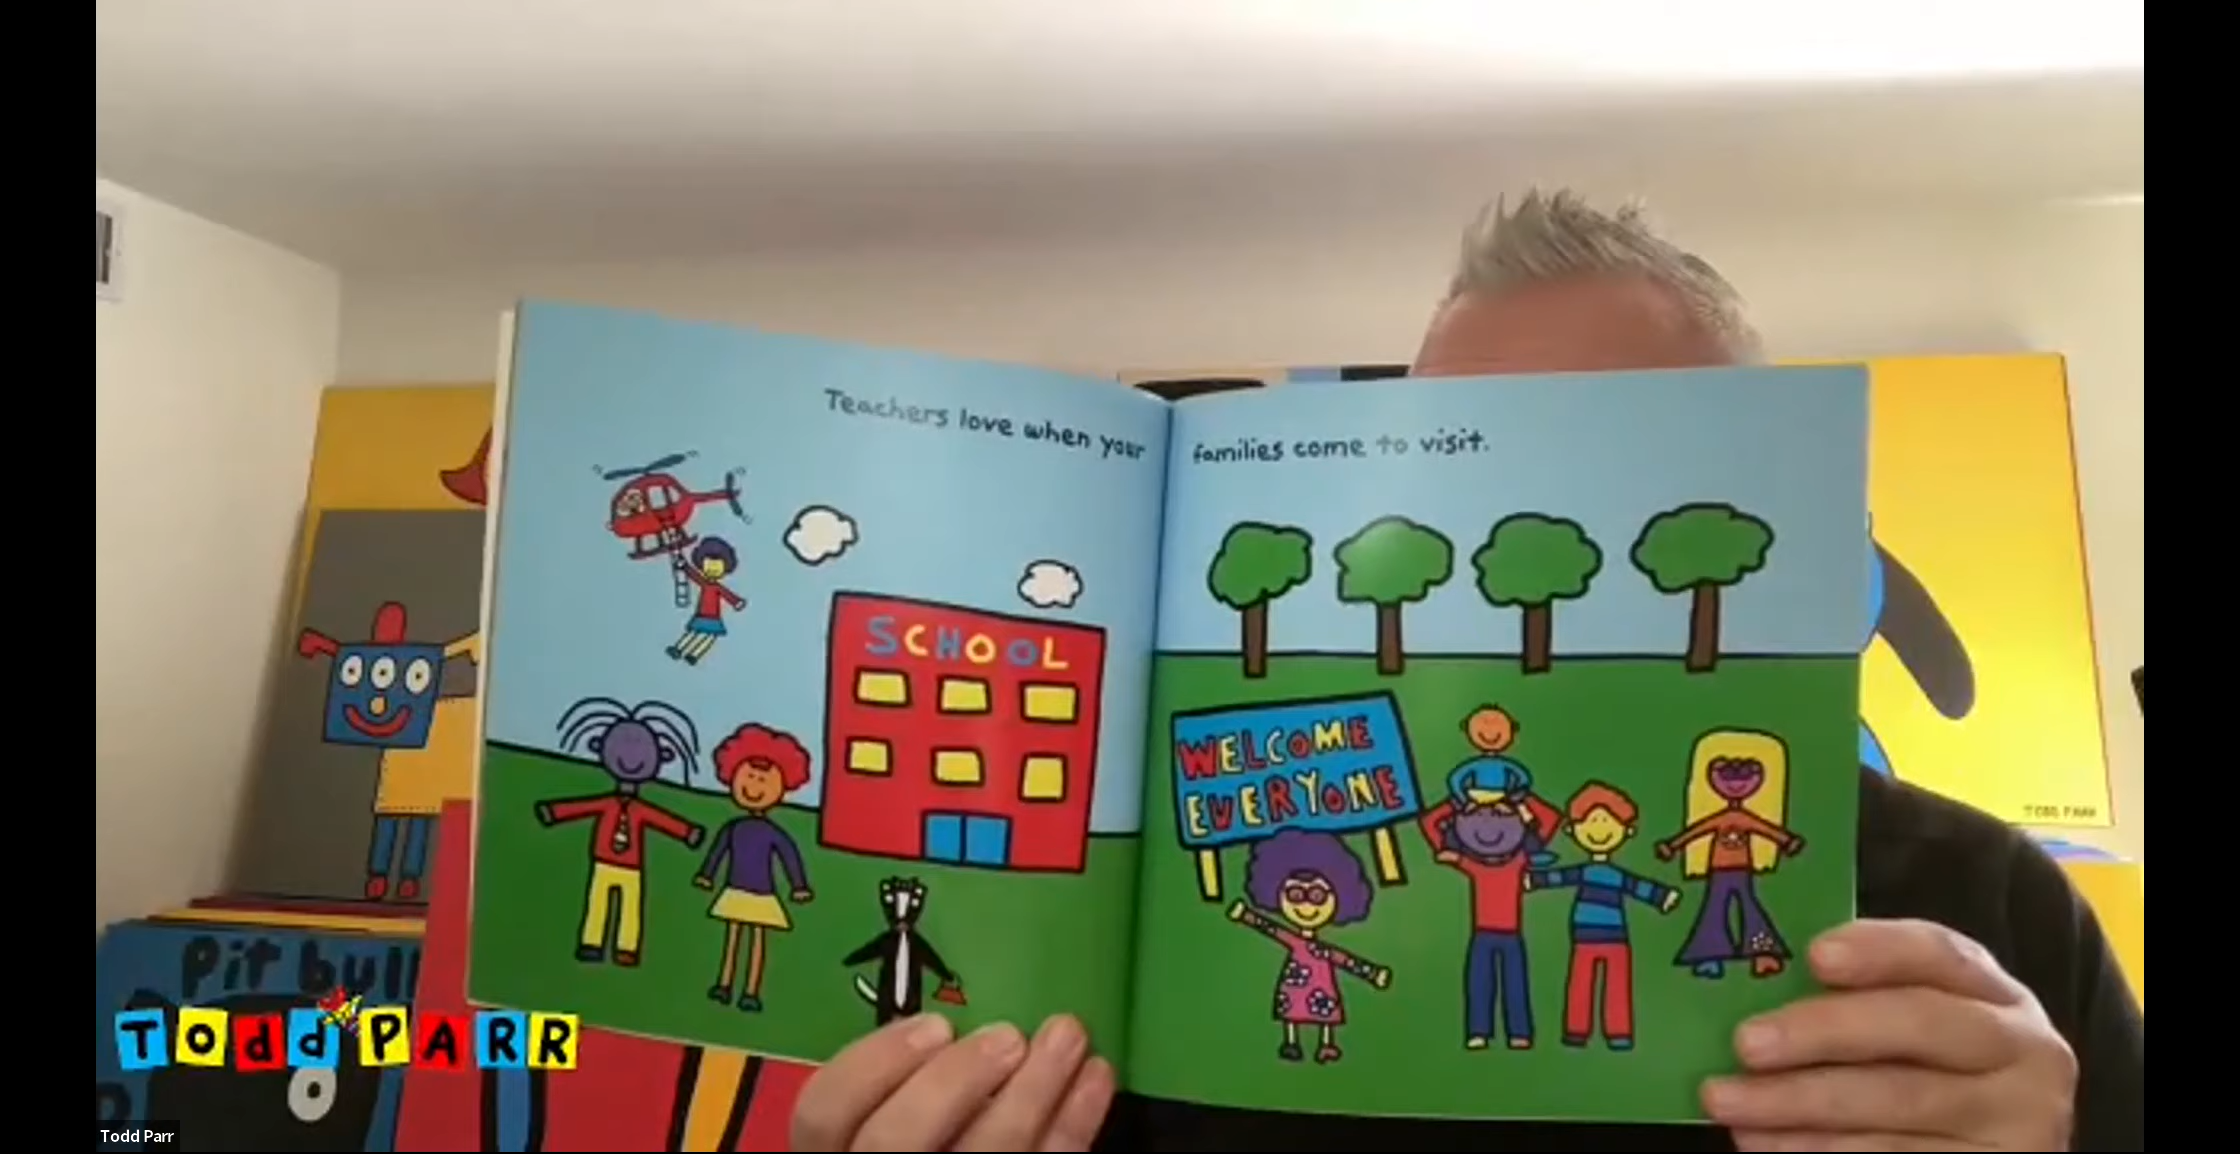 Teachers love when your families come to visit.
SCHOOL
WELCOME
EVERYONE
TODD PARR
Pit bull
Todd PARR
Todd Parr